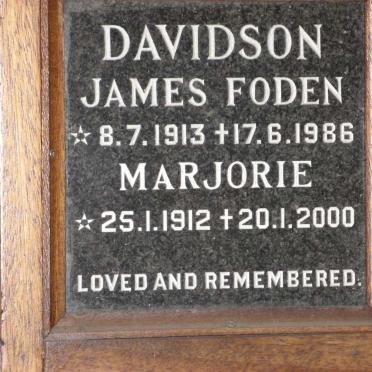 DAVIDSON
JAMES FODEN
☆ 8.7.1913 ✝ 17.6.1986
MARJORIE
☆ 25.1.1912 ✝ 20.1.2000
LOVED AND REMEMBERED.